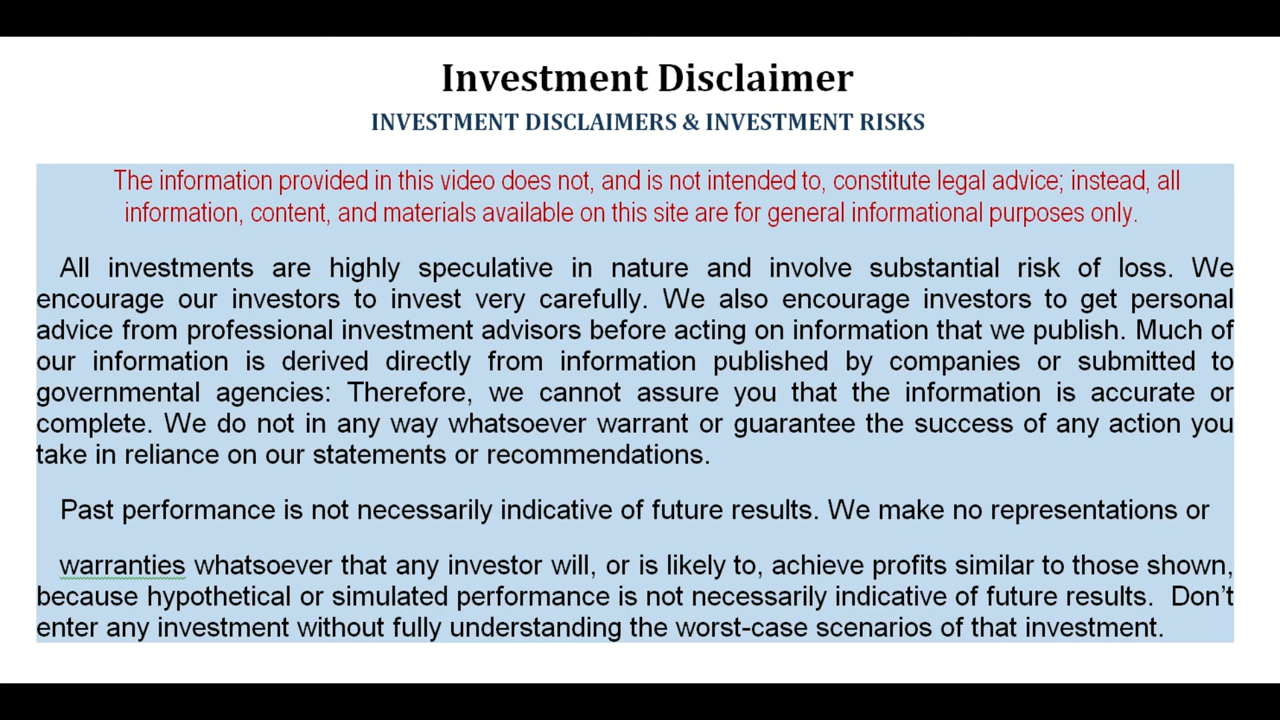 Investment Disclaimer
INVESTMENT DISCLAIMERS & INVESTMENT RISKS
The information provided in this video does not, and is not intended to, constitute legal advice; instead, all
information, content, and materials available on this site are for general informational purposes only.
All investments are highly speculative in nature and involve substantial risk of loss. We
encourage our investors to invest very carefully. We also encourage investors to get personal
advice from professional investment advisors before acting on information that we publish. Much of
our information is derived directly from information published by companies or submitted to
governmental agencies: Therefore, we cannot assure you that the information is accurate or
complete. We do not in any way whatsoever warrant or guarantee the success of any action you
take in reliance on our statements or recommendations.
Past performance is not necessarily indicative of future results. We make no representations or
warranties whatsoever that any investor will, or is likely to, achieve profits similar to those shown,
because hypothetical or simulated performance is not necessarily indicative of future results. Don’t
enter any investment without fully understanding the worst-case scenarios of that investment.